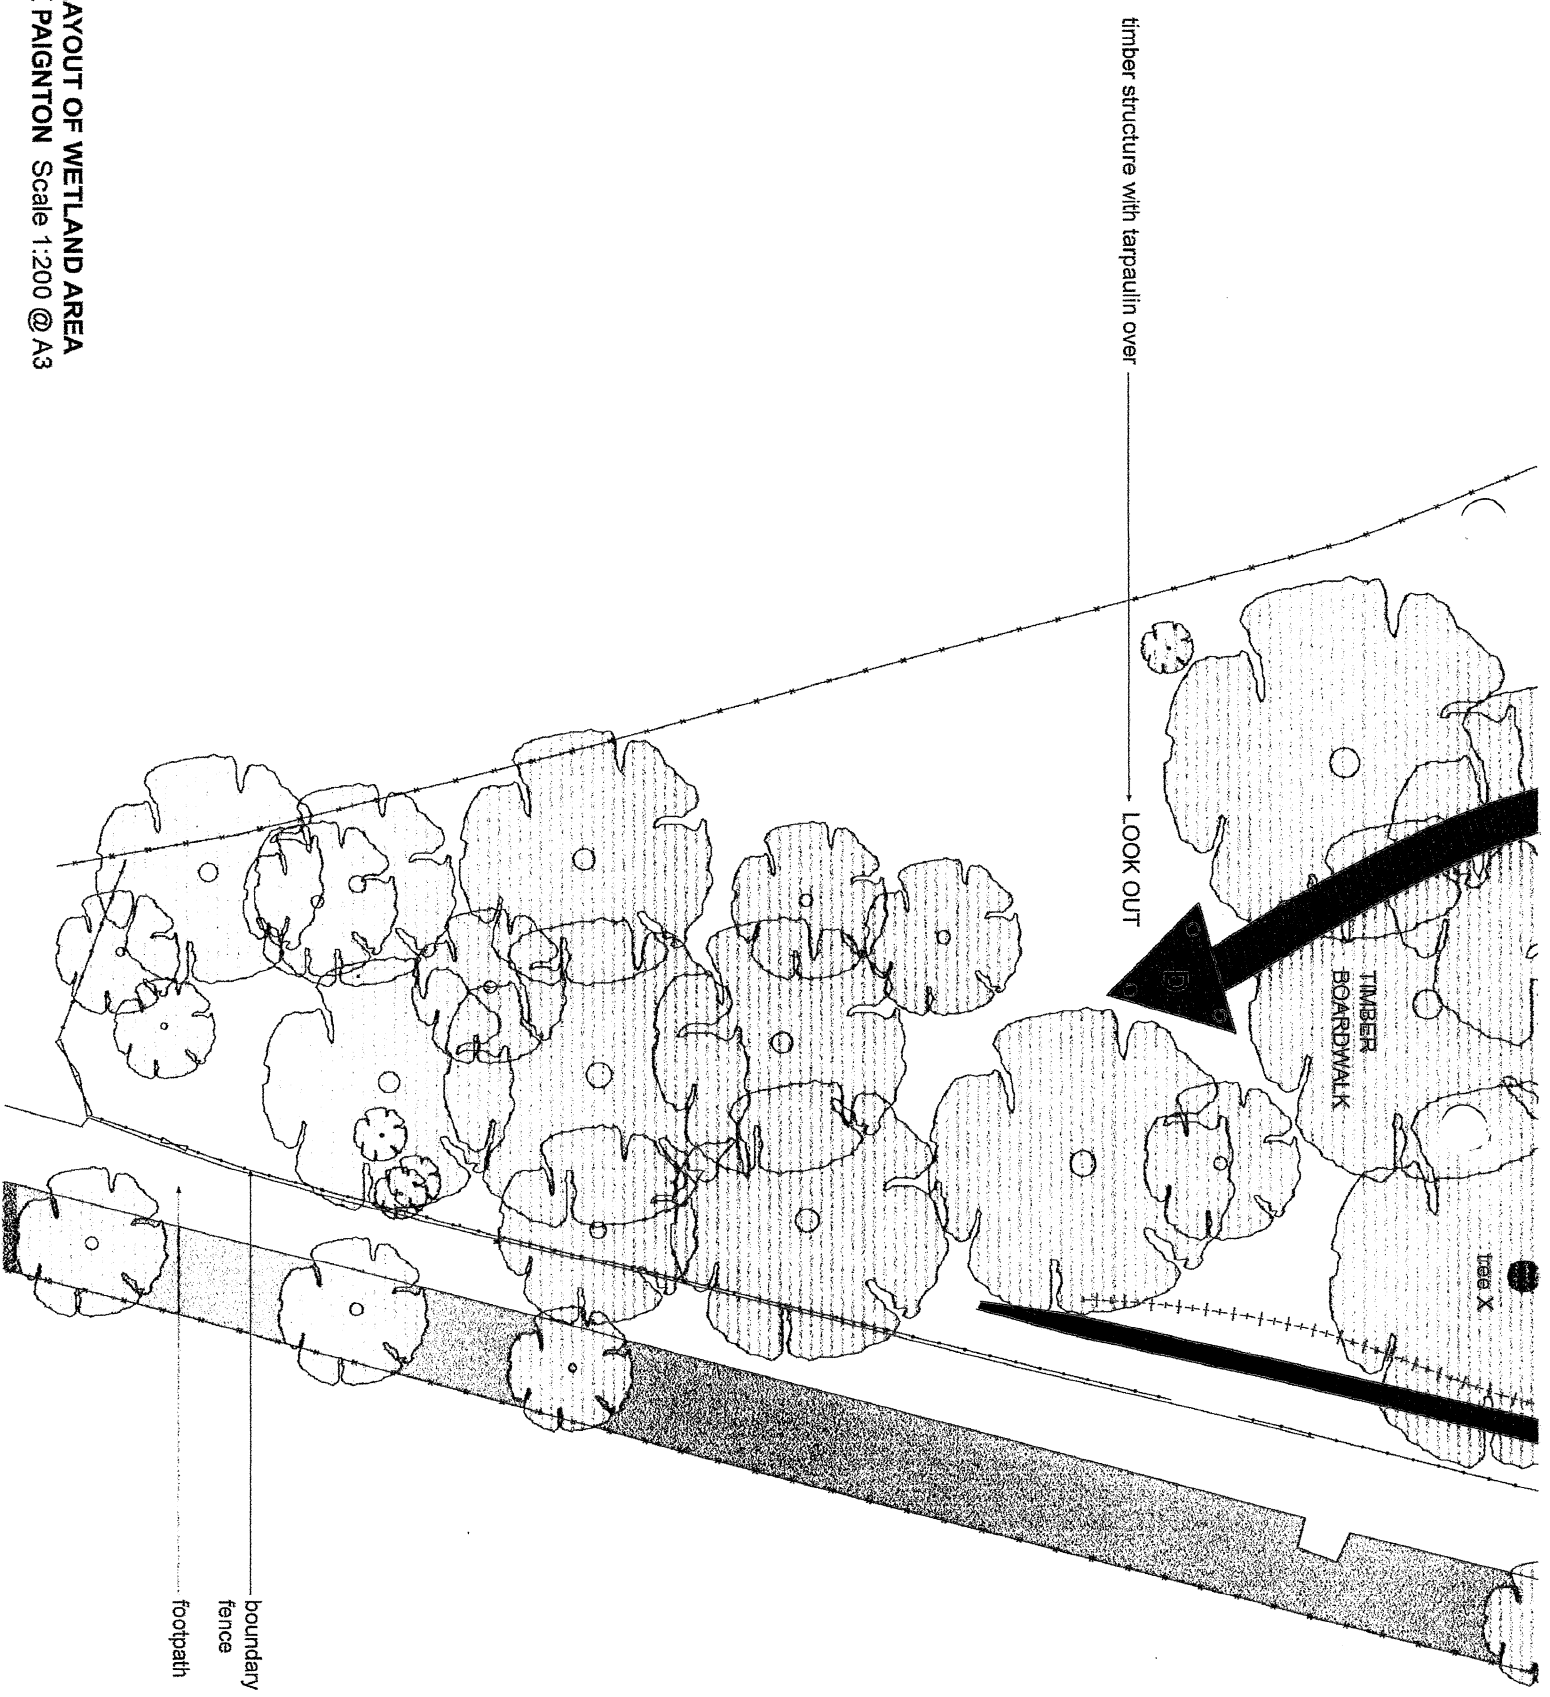 timber structure with tarpaulin over
LOOK OUT
TIMBER
BOARDWALK
tree X
D
boundary
fence
footpath
AYOUT OF WETLAND AREA
PAIGNTON Scale 1:200 @ A3